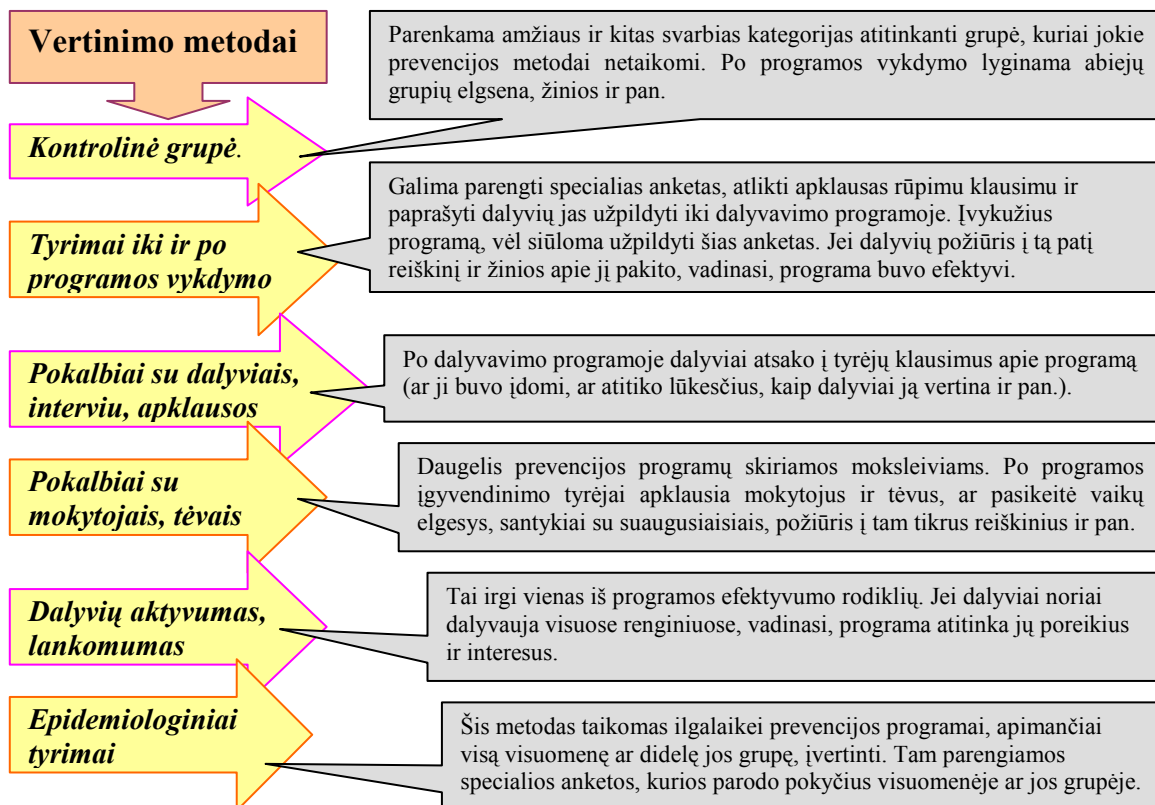 Vertinimo metodai
Parenkama amžiaus ir kitas svarbias kategorijas atitinkanti grupė, kuriai jokie
prevencijos metodai netaikomi. Po programos vykdymo lyginama abiejų
grupių elgsena, žinios ir pan.
Kontrolinė grupė.
Galima parengti specialias anketas, atlikti apklausas rūpimu klausimu ir
paprašyti dalyvių jas užpildyti iki dalyvavimo programoje. Įvykužius
programą, vėl siūloma užpildyti šias anketas. Jei dalyvių požiūris į tą patį
reiškinį ir žinios apie jį pakito, vadinasi, programa buvo efektyvi.
Tyrimai iki ir po
programos vykdymo
Po dalyvavimo programoje dalyviai atsako į tyrėjų klausimus apie programą
(ar ji buvo įdomi, ar atitiko lūkesčius, kaip dalyviai ją vertina ir pan.).
Pokalbiai su dalyviais,
interviu, apklausos
Daugelis prevencijos programų skiriamos moksleiviams. Po programos
įgyvendinimo tyrėjai apklausia mokytojus ir tėvus, ar pasikeitė vaikų
elgesys, santykiai su suaugusiaisiais, požiūris į tam tikrus reiškinius ir pan.
Pokalbiai su
mokytojais, tėvais
Tai irgi vienas iš programos efektyvumo rodiklių. Jei dalyviai noriai
dalyvauja visuose renginiuose, vadinasi, programa atitinka jų poreikius
ir interesus.
Dalyvių aktyvumas,
lankomumas
Šis metodas taikomas ilgalaikei prevencijos programai, apimančiai
visą visuomenę ar didelę jos grupę, įvertinti. Tam parengiamos
specialios anketos, kurios parodo pokyčius visuomenėje ar jos grupėje.
Epidemiologiniai
tyrimai